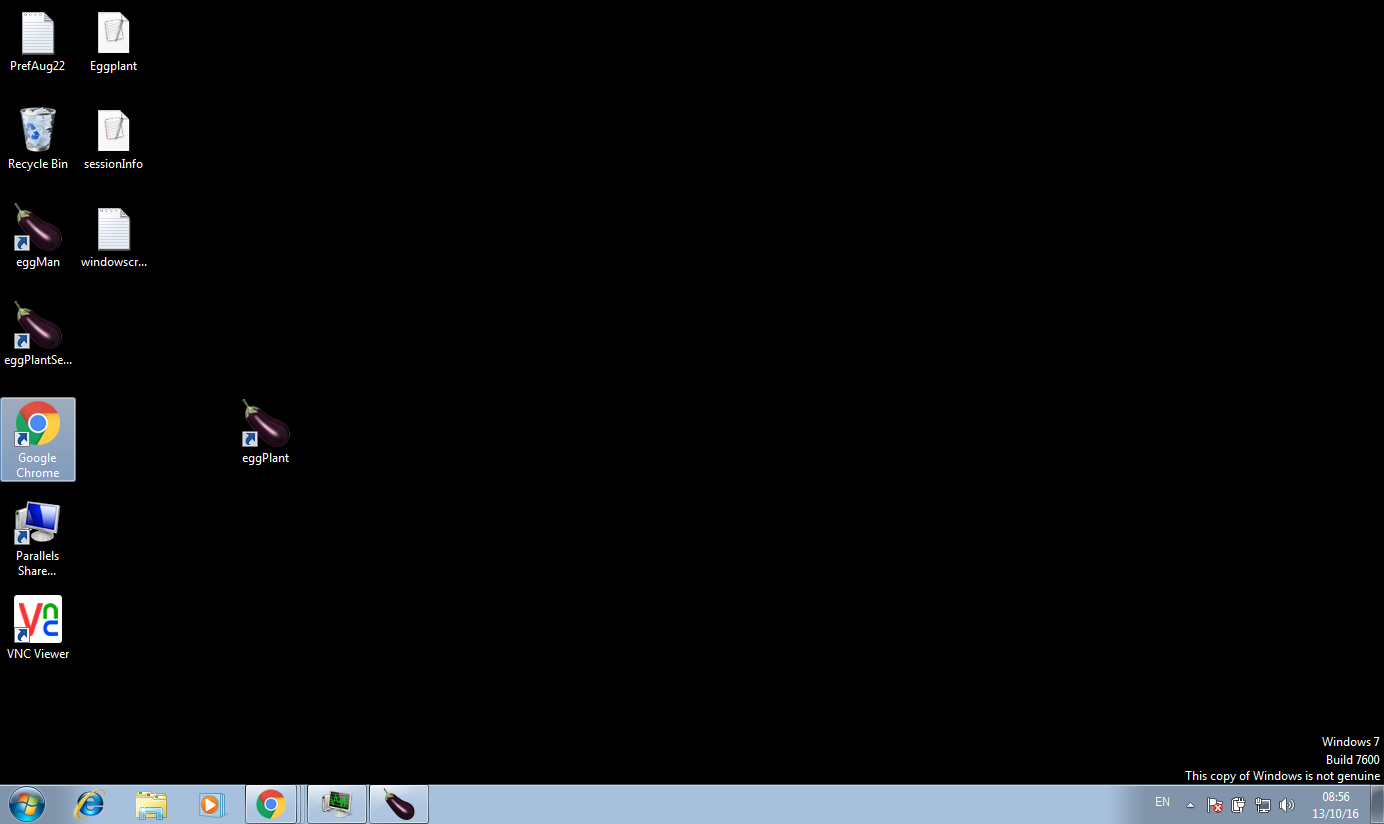 PrefAug22
Eggplant
Recycle Bin
sessionInfo
eggMan
windowscr...
eggPlantSe...
Google
Chrome
eggPlant
Parallels
Share...
VNC Viewer
Windows 7
Build 7600
This copy of Windows is not genuine
EN
08:56
13/10/16